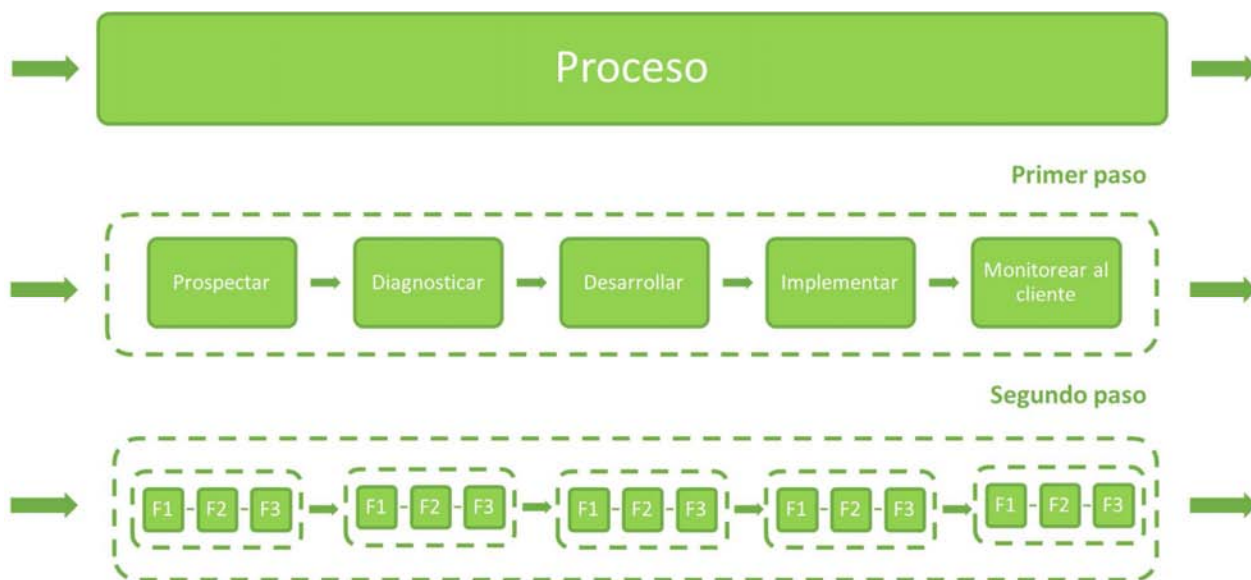 Proceso
Primer paso
Prospectar
Diagnosticar
Desarrollar
Implementar
Monitorear al
cliente
Segundo paso
F1 - F2 - F3
F1 - F2 - F3
F1 - F2 - F3
F1 - F2 - F3
F1 - F2 - F3